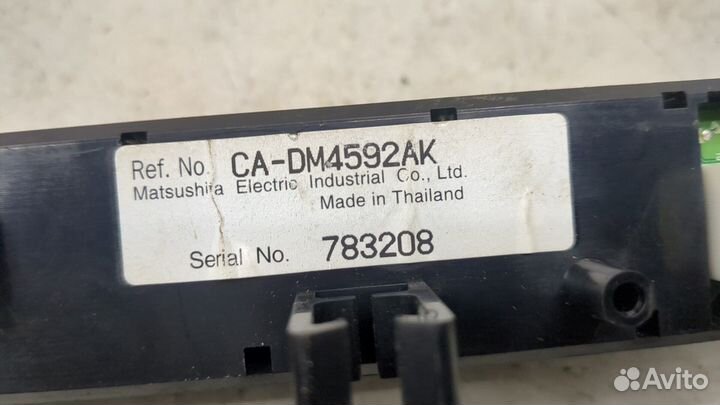 Ref. No. CA-DM4592AK
Matsushita Electric Industrial Co., Ltd.
Made in Thailand
Serial No. 783208
Avito